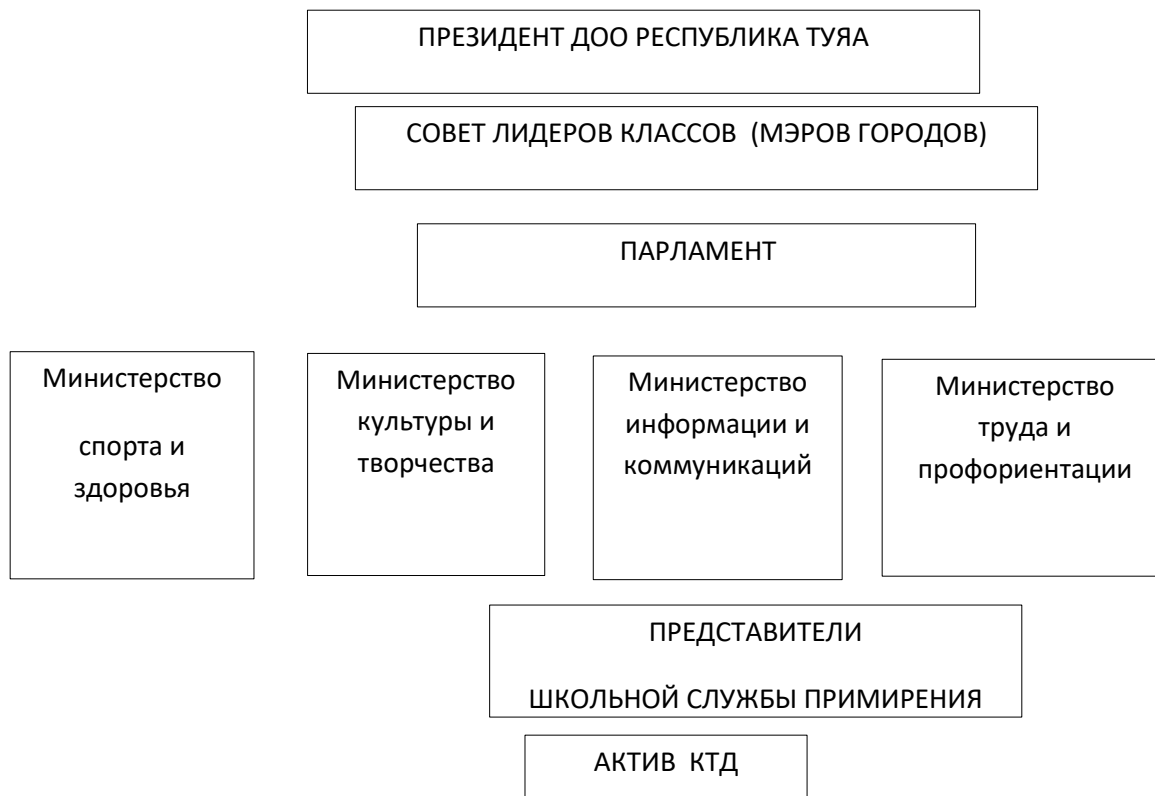 ПРЕЗИДЕНТ ДОО РЕСПУБЛИКА ТУЯА
СОВЕТ ЛИДЕРОВ КЛАССОВ (МЭРОВ ГОРОДОВ)
ПАРЛАМЕНТ
Министерство
спорта и
здоровья
Министерство
культуры и
творчества
Министерство
информации и
коммуникаций
Министерство
труда и
профориентации
ПРЕДСТАВИТЕЛИ
ШКОЛЬНОЙ СЛУЖБЫ ПРИМИРЕНИЯ
АКТИВ КТД